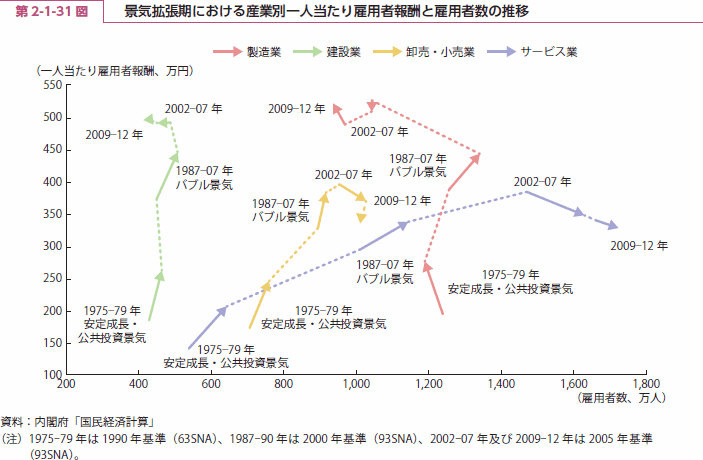 第 2-1-31 図 景気拡張期における産業別一人当たり雇用者報酬と雇用者数の推移
製造業 建設業 卸売・小売業 サービス業
（一人当たり雇用者報酬、万円）
550
500
450
400
350
300
250
200
150
100
2002-07 年
2009-12 年
1987-07 年
バブル景気
1975-79 年
安定成長・
公共投資景気
2009-12 年
2002-07 年
1987-07 年
バブル景気
1975-79 年
安定成長・公共投資景気
2002-07 年
1987-07 年
バブル景気
2009-12 年
1975-79 年
安定成長・公共投資景気
2002-07 年
2009-12 年
1987-07 年
バブル景気
1975-79 年
安定成長・公共投資景気
200 400 600 800 1,000 1,200 1,400 1,600 1,800
（雇用者数、万人）
資料：内閣府「国民経済計算」
（注）1975-79 年は 1990 年基準（63SNA）、1987-90 年は 2000 年基準（93SNA）、2002-07 年及び 2009-12 年は 2005 年基準
（93SNA）。